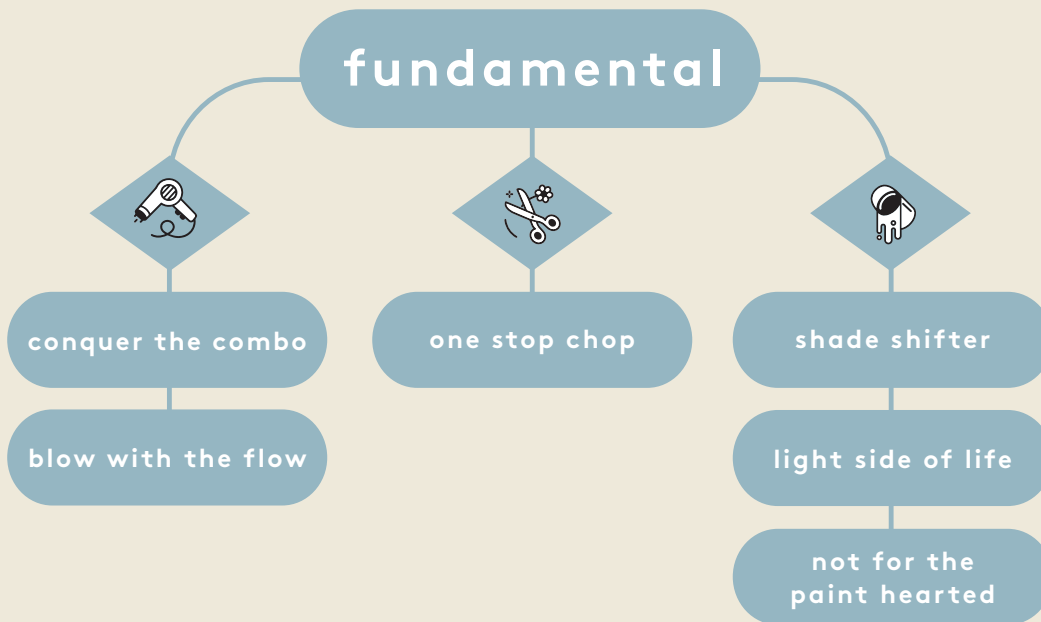 fundamental
conquer the combo
blow with the flow
one stop chop
shade shifter
light side of life
not for the
paint hearted